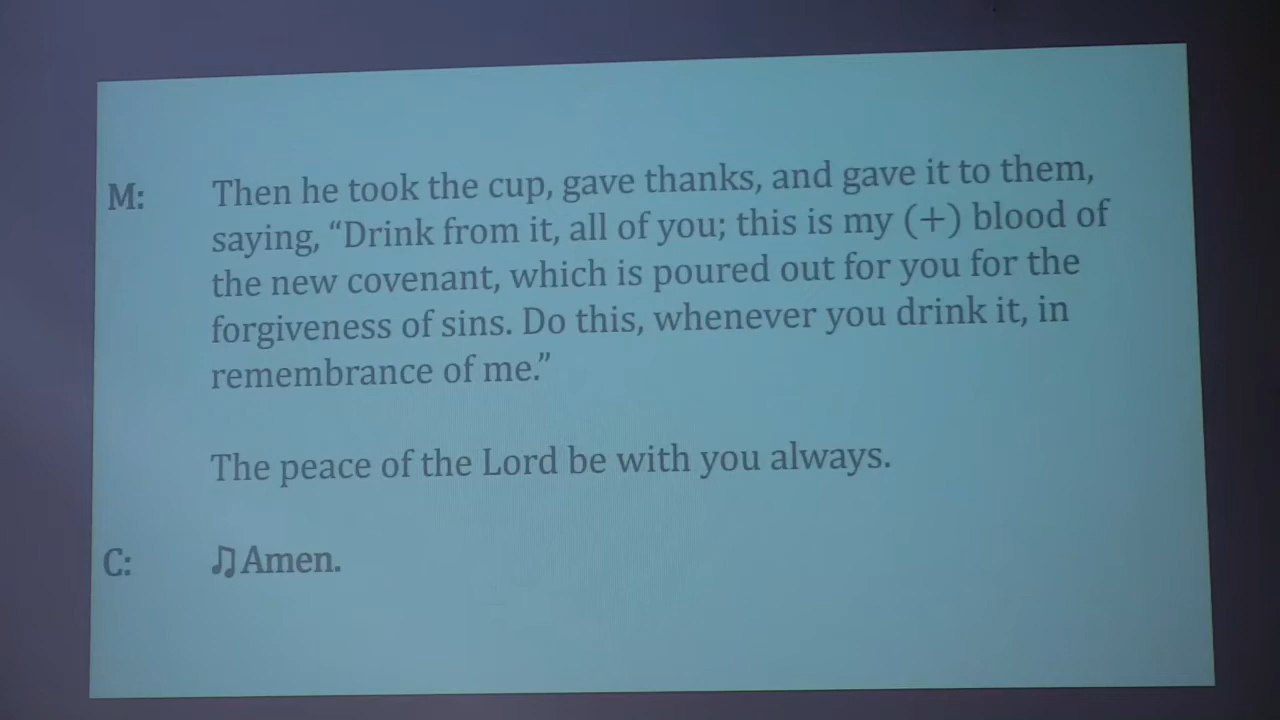 M: Then he took the cup, gave thanks, and gave it to them,
saying, “Drink from it, all of you; this is my (+) blood of
the new covenant, which is poured out for you for the
forgiveness of sins. Do this, whenever you drink it, in
remembrance of me.”
The peace of the Lord be with you always.
C: ♫Amen.